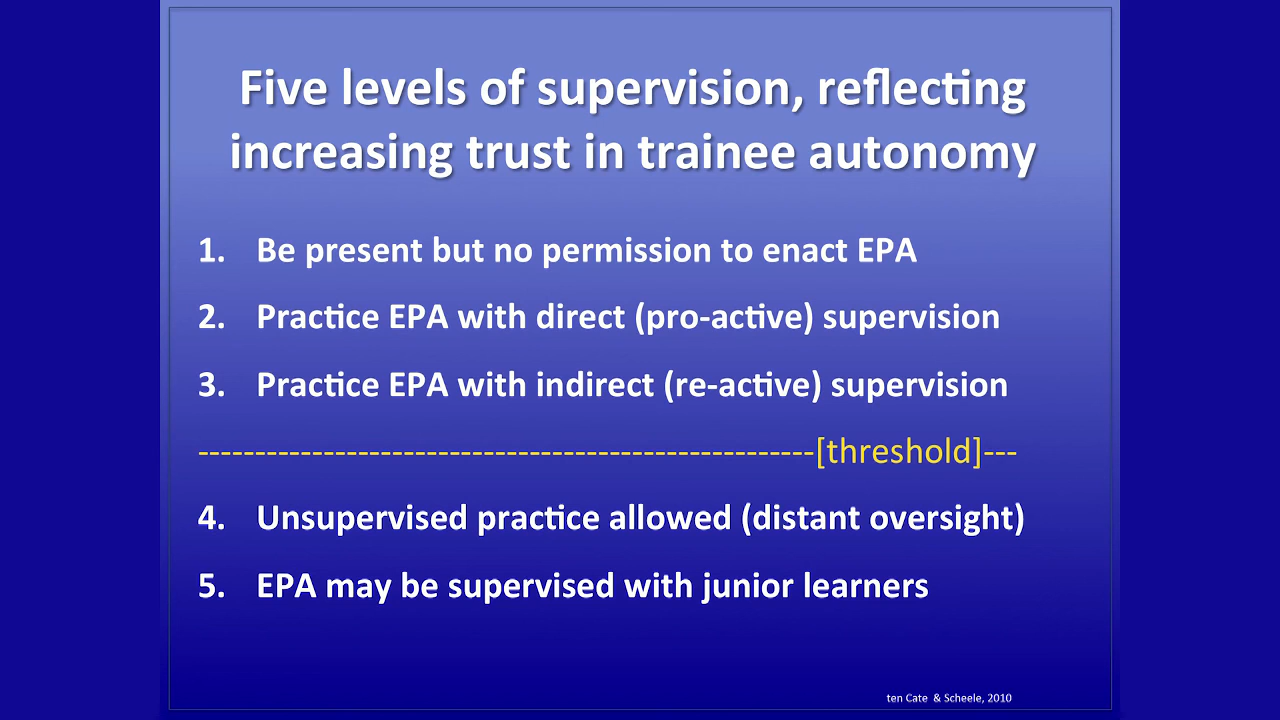 Five levels of supervision, reflecting
increasing trust in trainee autonomy
1. Be present but no permission to enact EPA
2. Practice EPA with direct (pro-active) supervision
3. Practice EPA with indirect (re-active) supervision
------------------------------------------------------[threshold]---
4. Unsupervised practice allowed (distant oversight)
5. EPA may be supervised with junior learners
ten Cate & Scheele, 2010